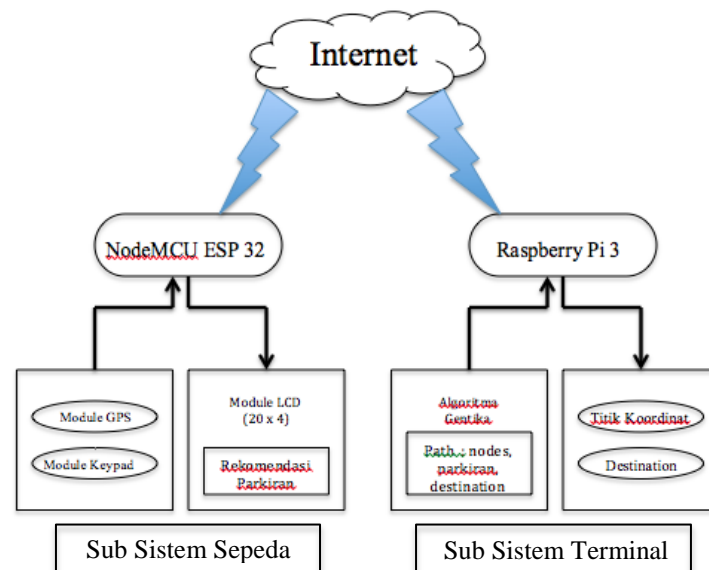 Internet
NodeMCU ESP 32
Raspberry Pi 3
Module GPS
Module Keypad
Module LCD
(20 x 4)
Rekomendasi
Parkiran
Algoritma
Gentika
Path : nodes,
parkiran,
destination
Titik Koordinat
Destination
Sub Sistem Sepeda
Sub Sistem Terminal